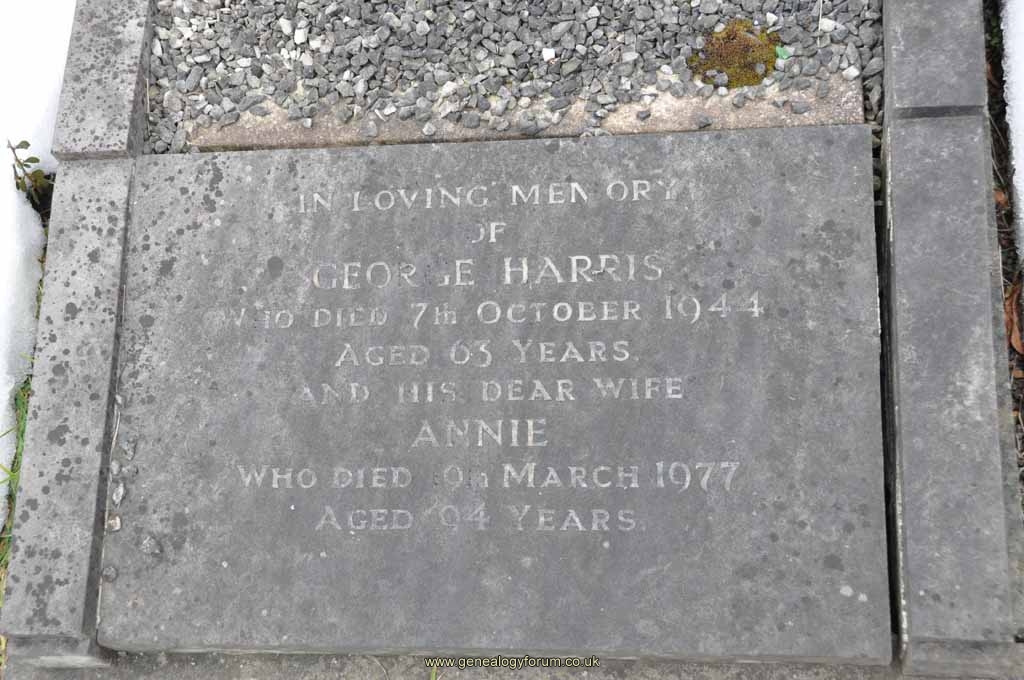 IN LOVING MEMORY
OF
GEORGE HARRIS
WHO DIED 7th OCTOBER 1944
AGED 63 YEARS.
AND HIS DEAR WIFE
ANNIE
WHO DIED MARCH 1977
AGED 94 YEARS.
www.genealogyforum.co.uk